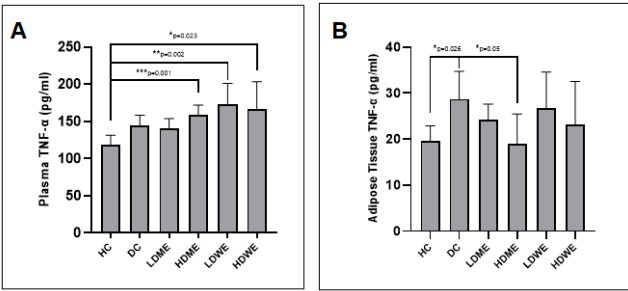 A
*p=0.023
**p=0.002
***p=0.001
Plasma TNF-α (pg/ml)
250
200
150
100
50
0
HC DC LDME HDME LDWE HDWE
B
*p=0.026 *p=0.05
Adipose Tissue TNF-α (pg/ml)
40
30
20
10
0
HC DC LDME HDME LDWE HDWE